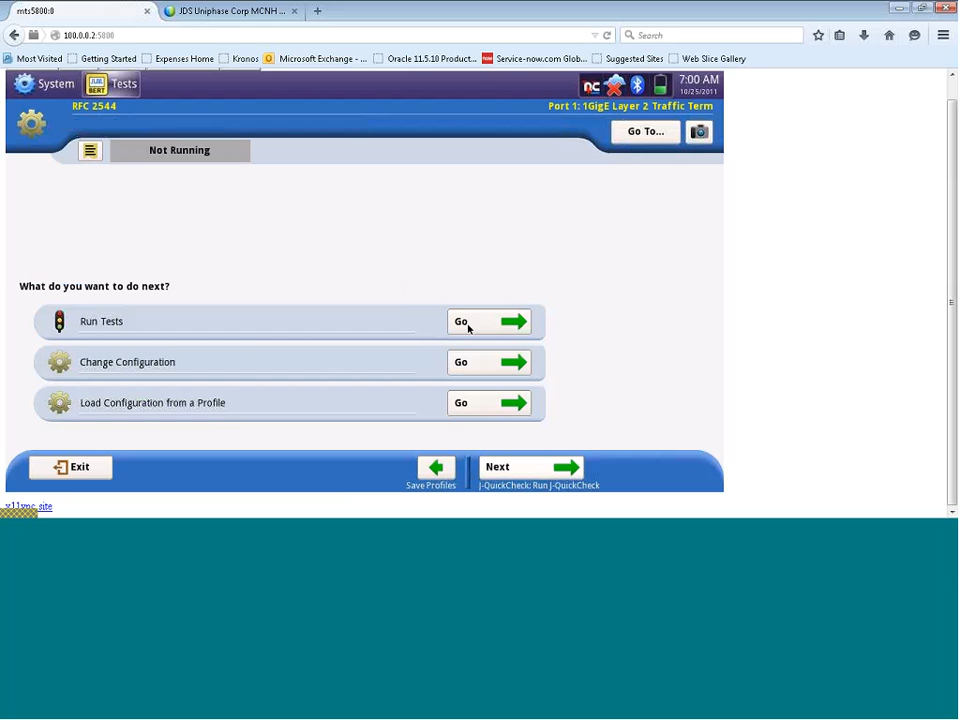 mts5800:0
JDS Uniphase Corp MCNH ...
100.0.0.2:5800
Search
Most Visited Getting Started Expenses Home Kronos Microsoft Exchange - ... Oracle 11.5.10 Product... Service-now.com Glob... Suggested Sites Web Slice Gallery
System
BERT
Tests
nc
7:00 AM
10/25/2011
RFC 2544
Port 1: 1GigE Layer 2 Traffic Term
Go To...
Not Running
What do you want to do next?
Run Tests
Go
Change Configuration
Go
Load Configuration from a Profile
Go
Exit
Save Profiles
Next
J-QuickCheck: Run J-QuickCheck
site